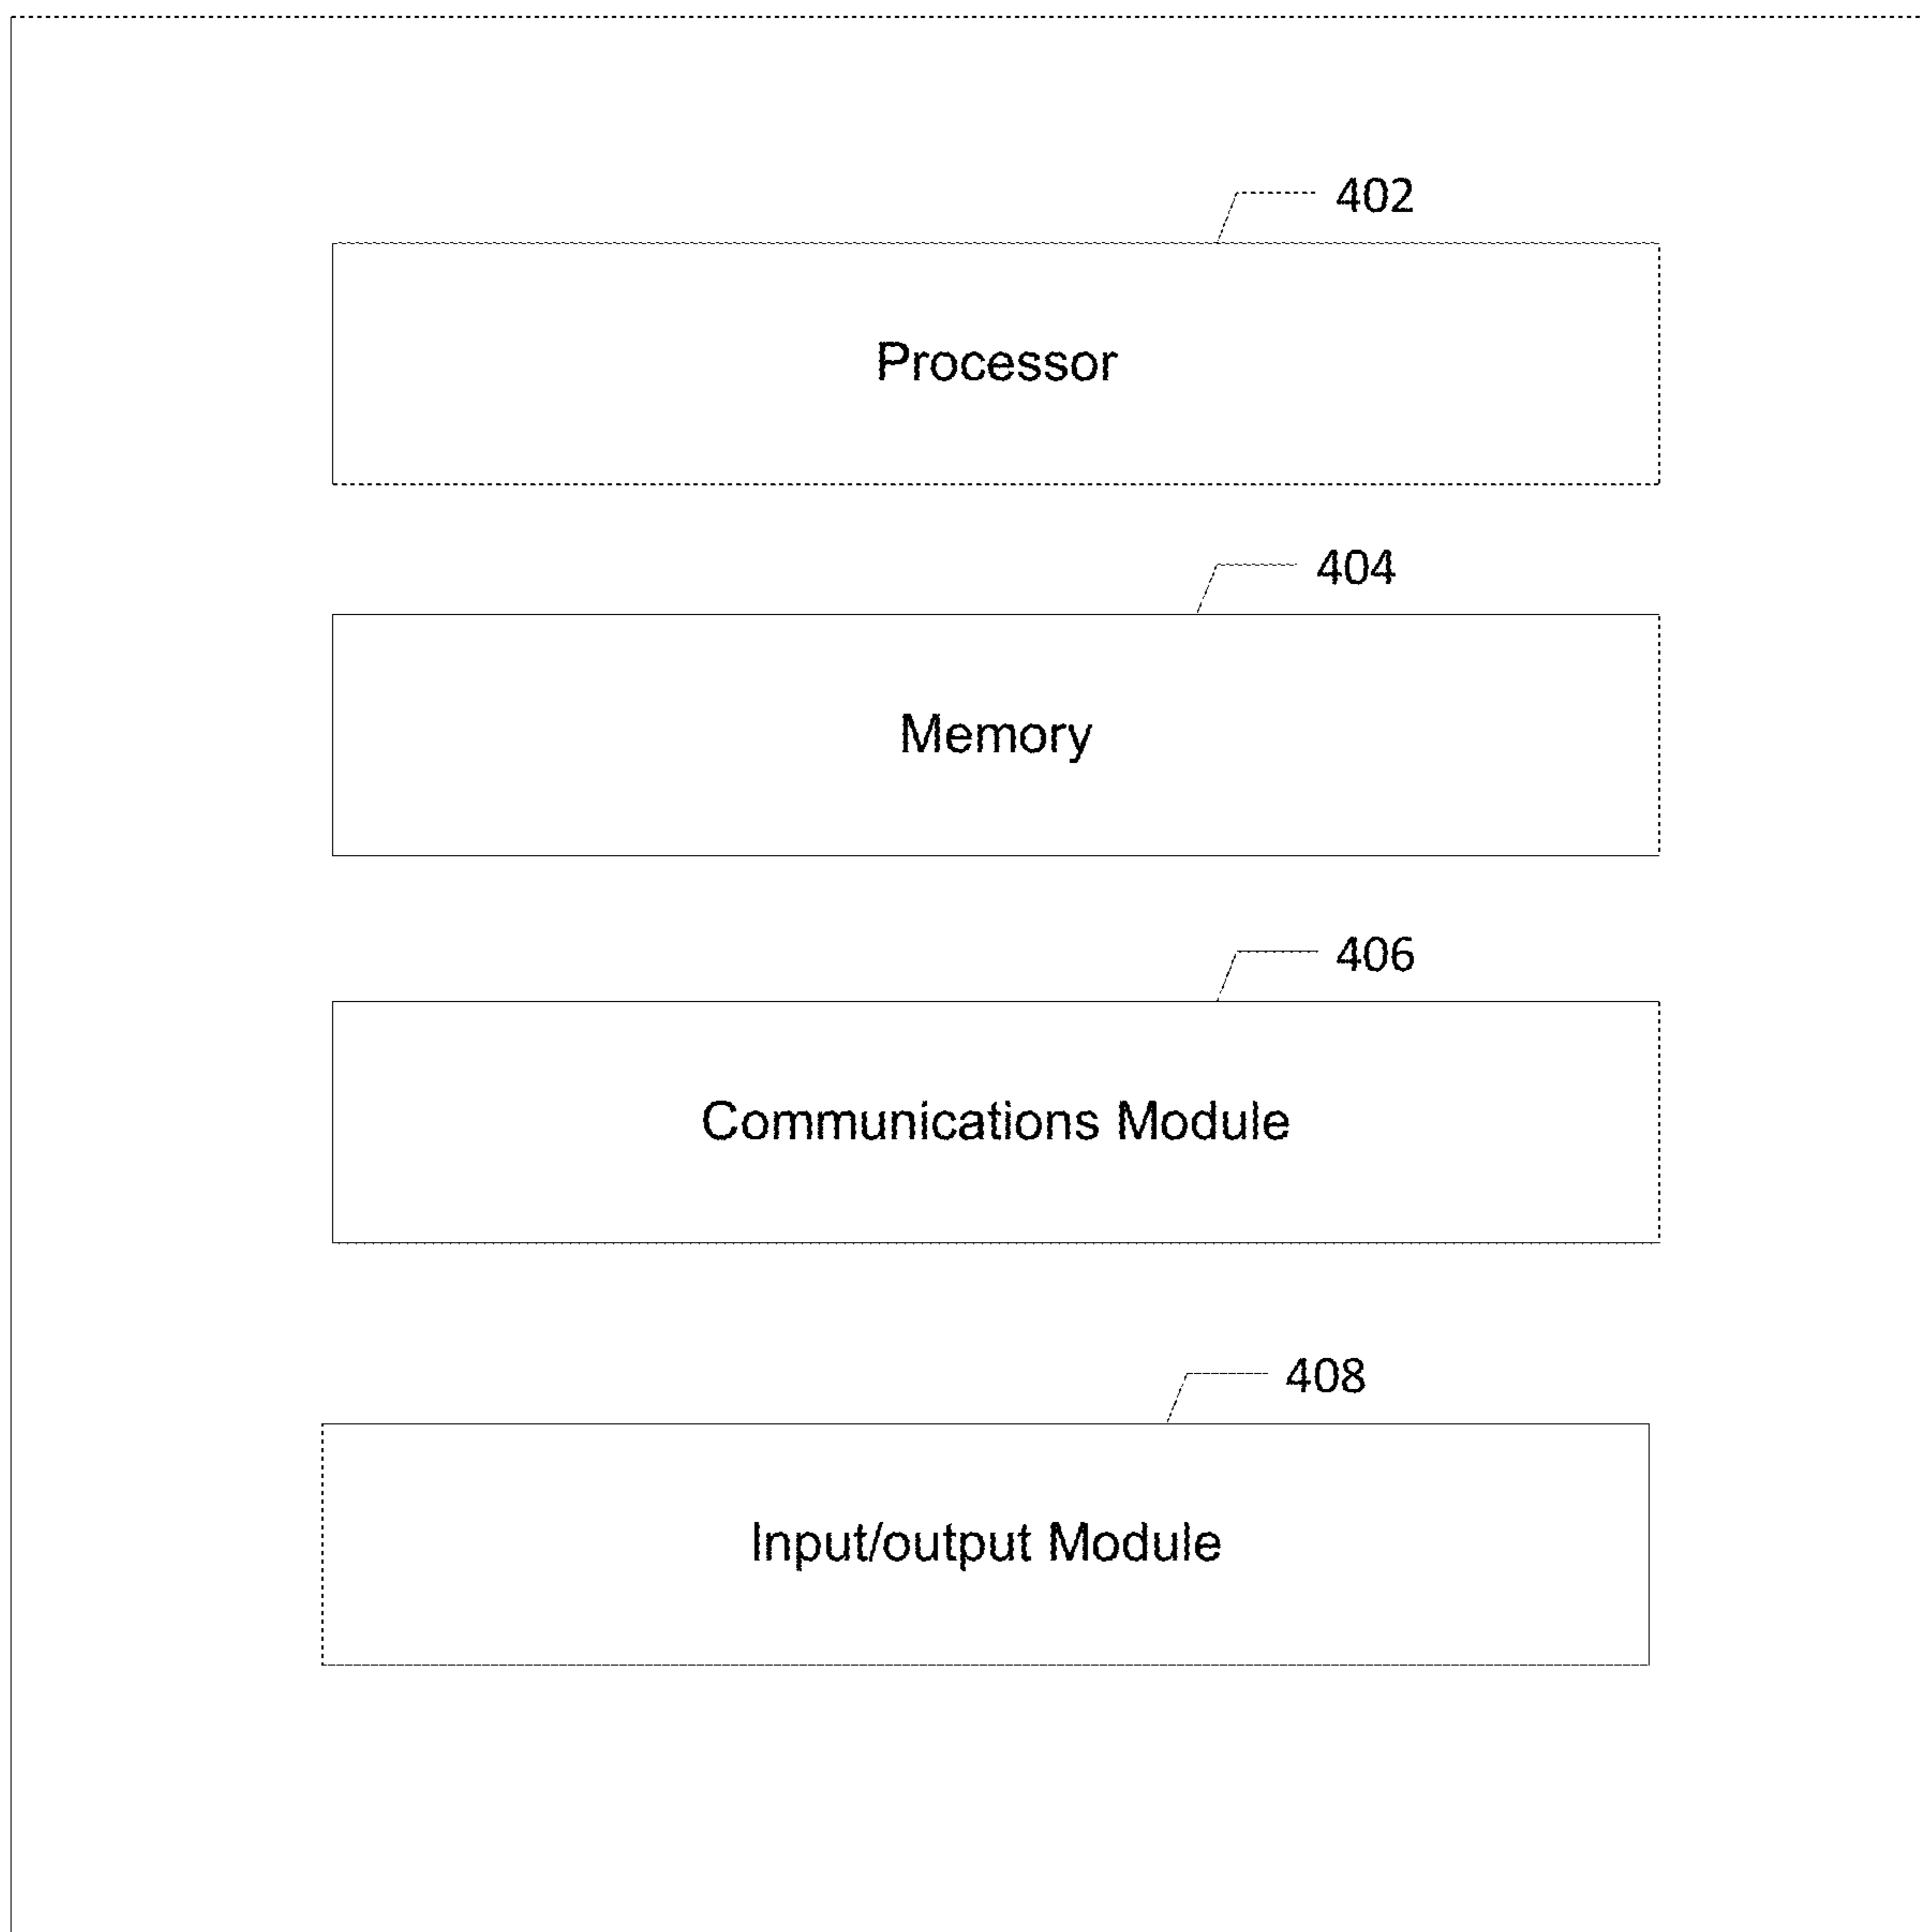 402
Processor
404
Memory
406
Communications Module
408
Input/output Module